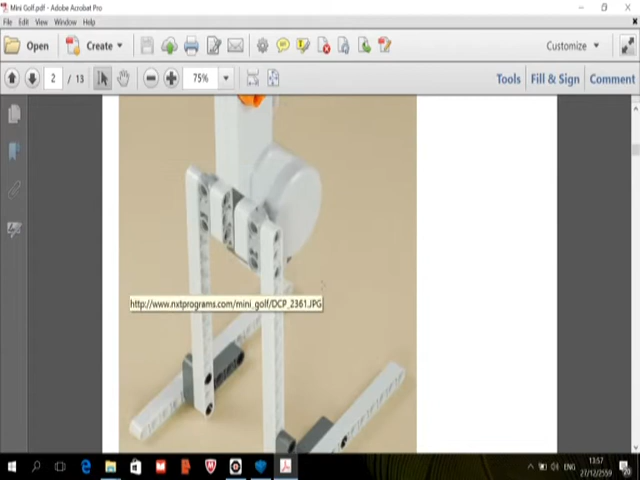 Mini Golf.pdf - Adobe Acrobat Pro
File Edit View Window Help
Open
Create
Customize
2 / 13
75%
Tools
Fill & Sign
Comment
http://www.nxtprograms.com/mini_golf/DCP_2361.JPG
ENG
13:57
27/12/2559
20